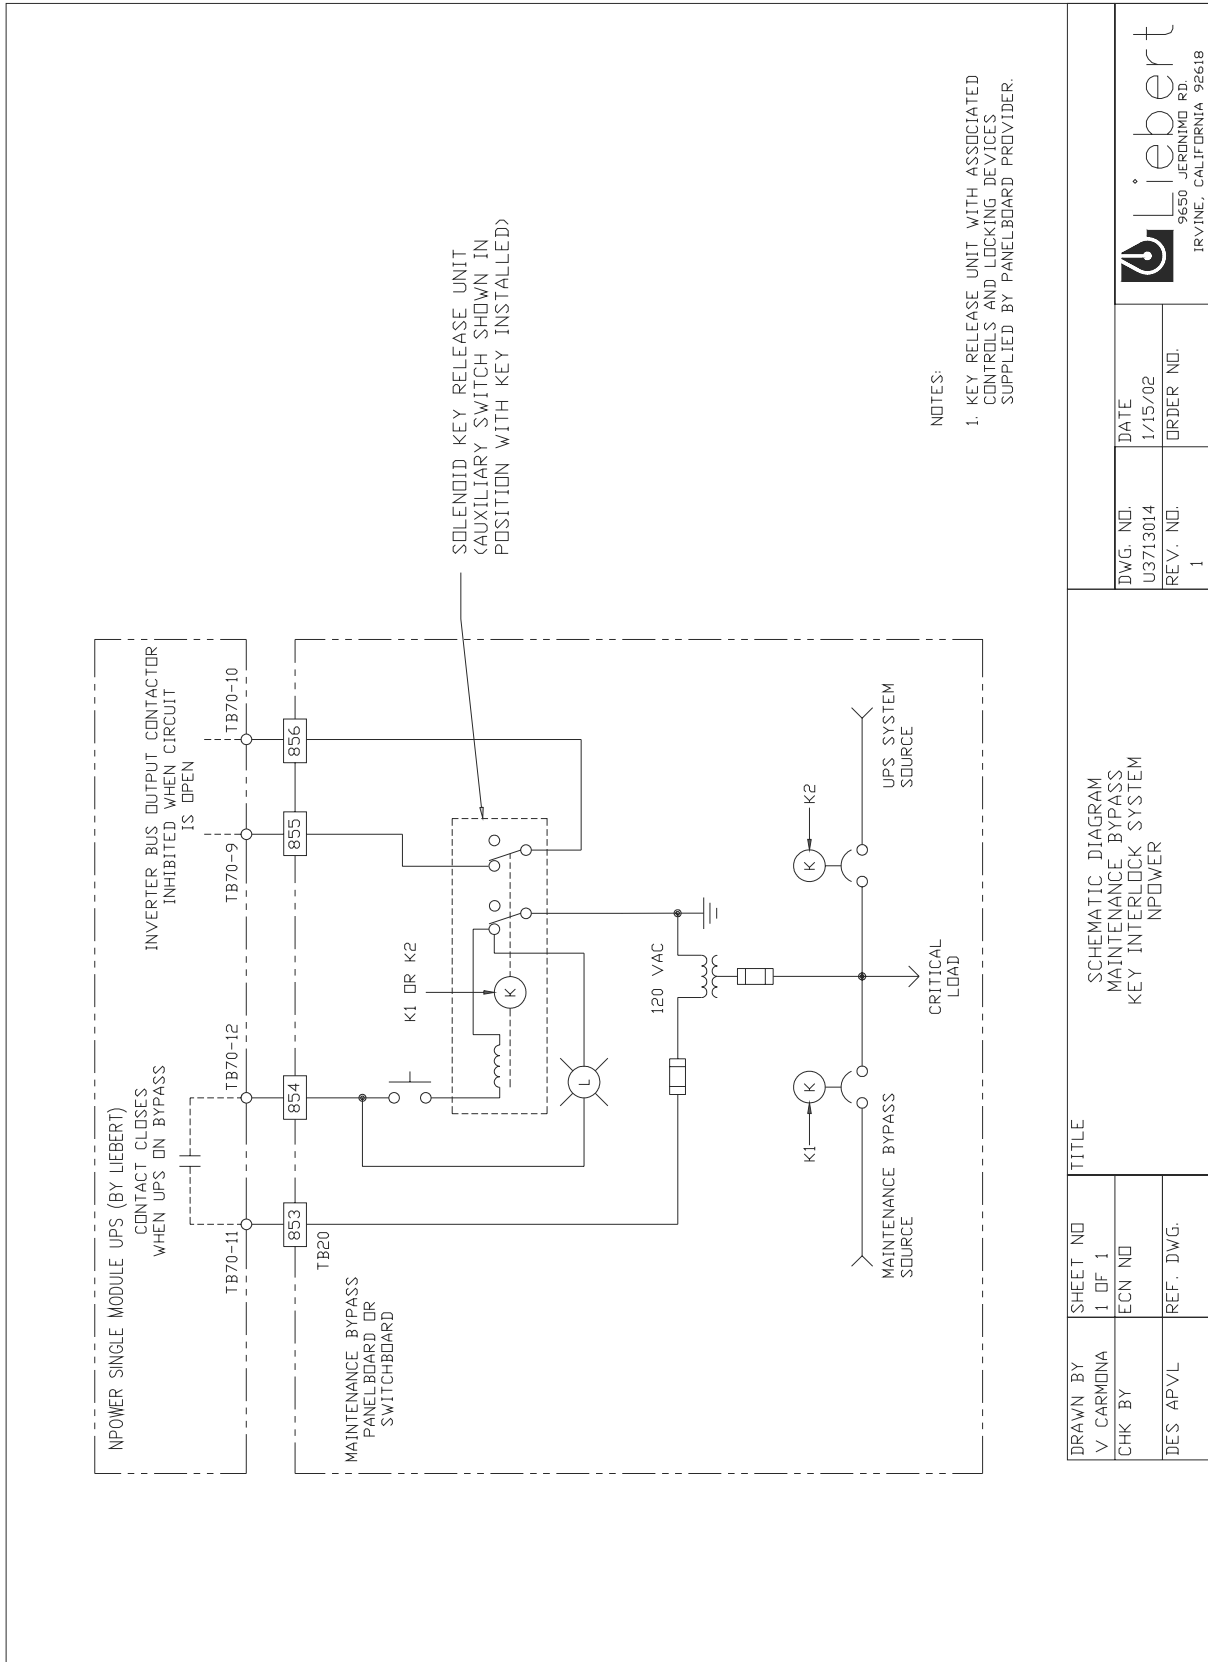 NPOWER SINGLE MODULE UPS (BY LIEBERT)
CONTACT CLOSES
WHEN UPS ON BYPASS
INVERTER BUS OUTPUT CONTACTOR
INHIBITED WHEN CIRCUIT
IS OPEN
TB70-11
TB70-12
TB70-9
TB70-10
853
854
855
856
TB20
MAINTENANCE BYPASS
PANELBOARD OR
SWITCHBOARD
K1 OR K2
K
SOLENOID KEY RELEASE UNIT
(AUXILIARY SWITCH SHOWN IN
POSITION WITH KEY INSTALLED)
L
120 VAC
K1
K
K
K2
MAINTENANCE BYPASS
SOURCE
CRITICAL
LOAD
UPS SYSTEM
SOURCE
NOTES:
1. KEY RELEASE UNIT WITH ASSOCIATED
CONTROLS AND LOCKING DEVICES
SUPPLIED BY PANELBOARD PROVIDER.
DRAWN BY
V CARMONA
CHK BY
DES APVL
SHEET NO
1 OF 1
ECN NO
REF. DWG.
TITLE
SCHEMATIC DIAGRAM
MAINTENANCE BYPASS
KEY INTERLOCK SYSTEM
NPOWER
DWG. NO.
U3713014
REV. NO.
1
DATE
1/15/02
ORDER NO.
Liebert
9650 JERONIMO RD.
IRVINE, CALIFORNIA 92618